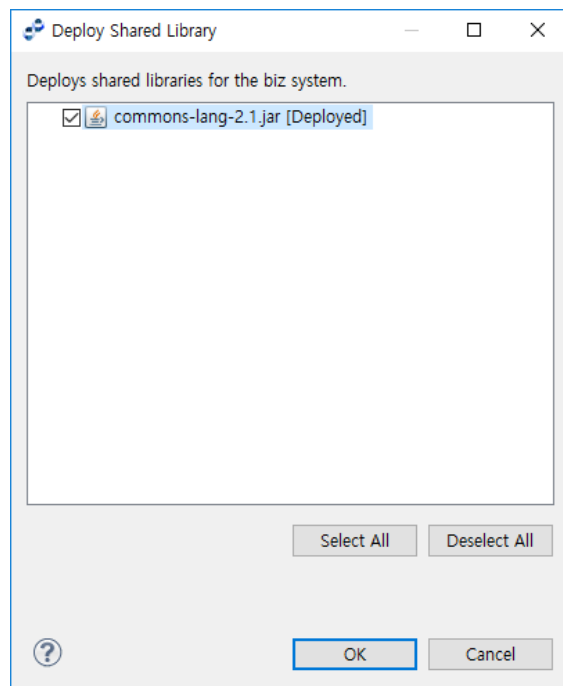 Deploy Shared Library
Deploys shared libraries for the biz system.
commons-lang-2.1.jar [Deployed]
Select All
Deselect All
OK
Cancel